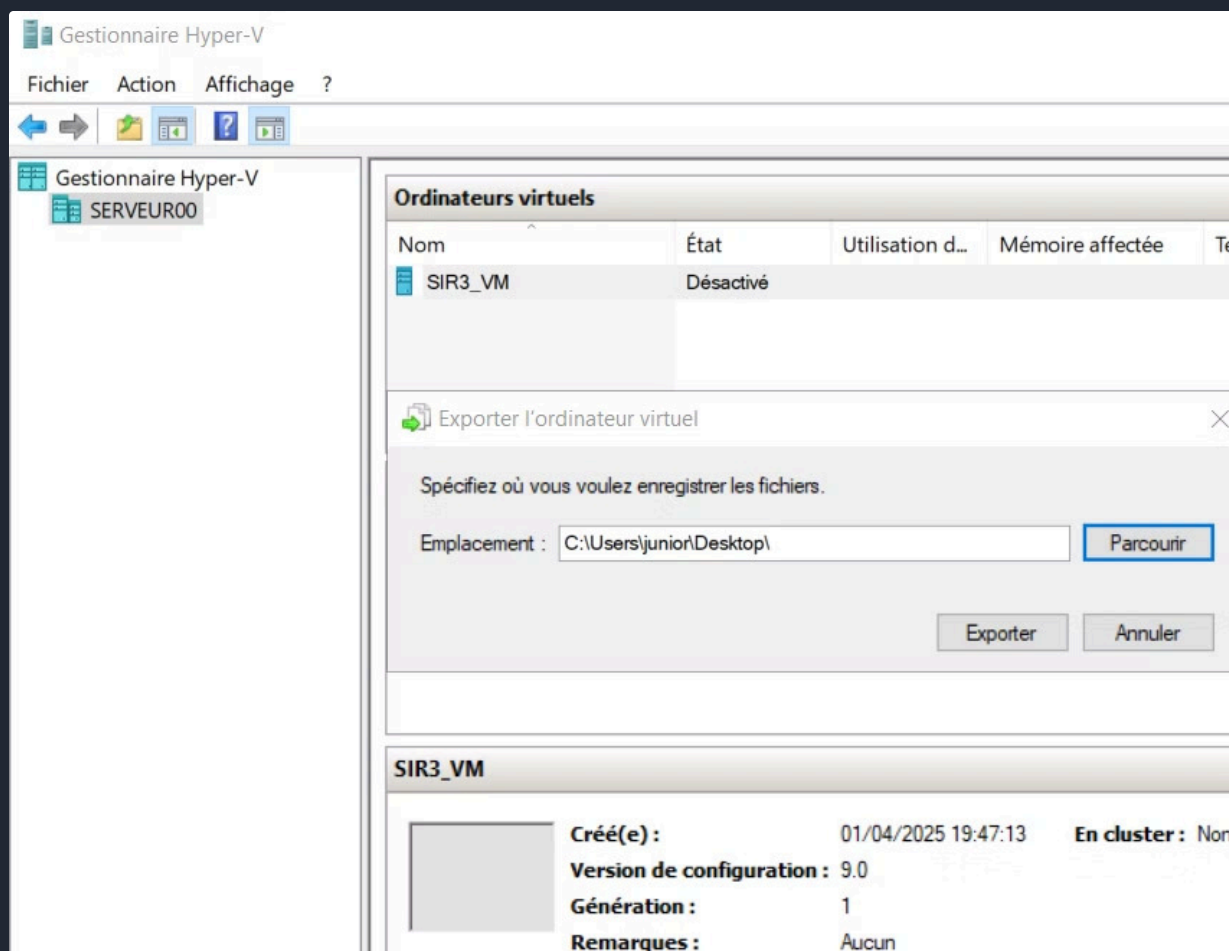 Gestionnaire Hyper-V
Fichier Action Affichage ?
Gestionnaire Hyper-V
SERVEUR00
Ordinateurs virtuels
Nom État Utilisation d... Mémoire affectée
SIR3_VM Désactivé
Exporter l'ordinateur virtuel
Spécifiez où vous voulez enregistrer les fichiers.
Emplacement : C:\Users\junior\Desktop\ Parcourir
Exporter Annuler
SIR3_VM
Créé(e) : 01/04/2025 19:47:13 En cluster : Non
Version de configuration : 9.0
Génération : 1
Remarques : Aucun